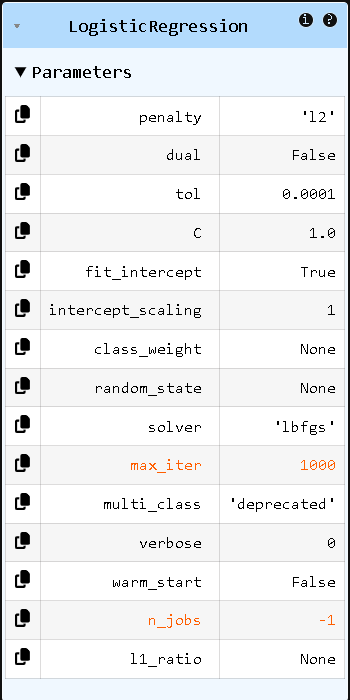 LogisticRegression
Parameters
penalty 'l2'
dual False
tol 0.0001
C 1.0
fit_intercept True
intercept_scaling 1
class_weight None
random_state None
solver 'lbfgs'
max_iter 1000
multi_class 'deprecated'
verbose 0
warm_start False
n_jobs -1
l1_ratio None